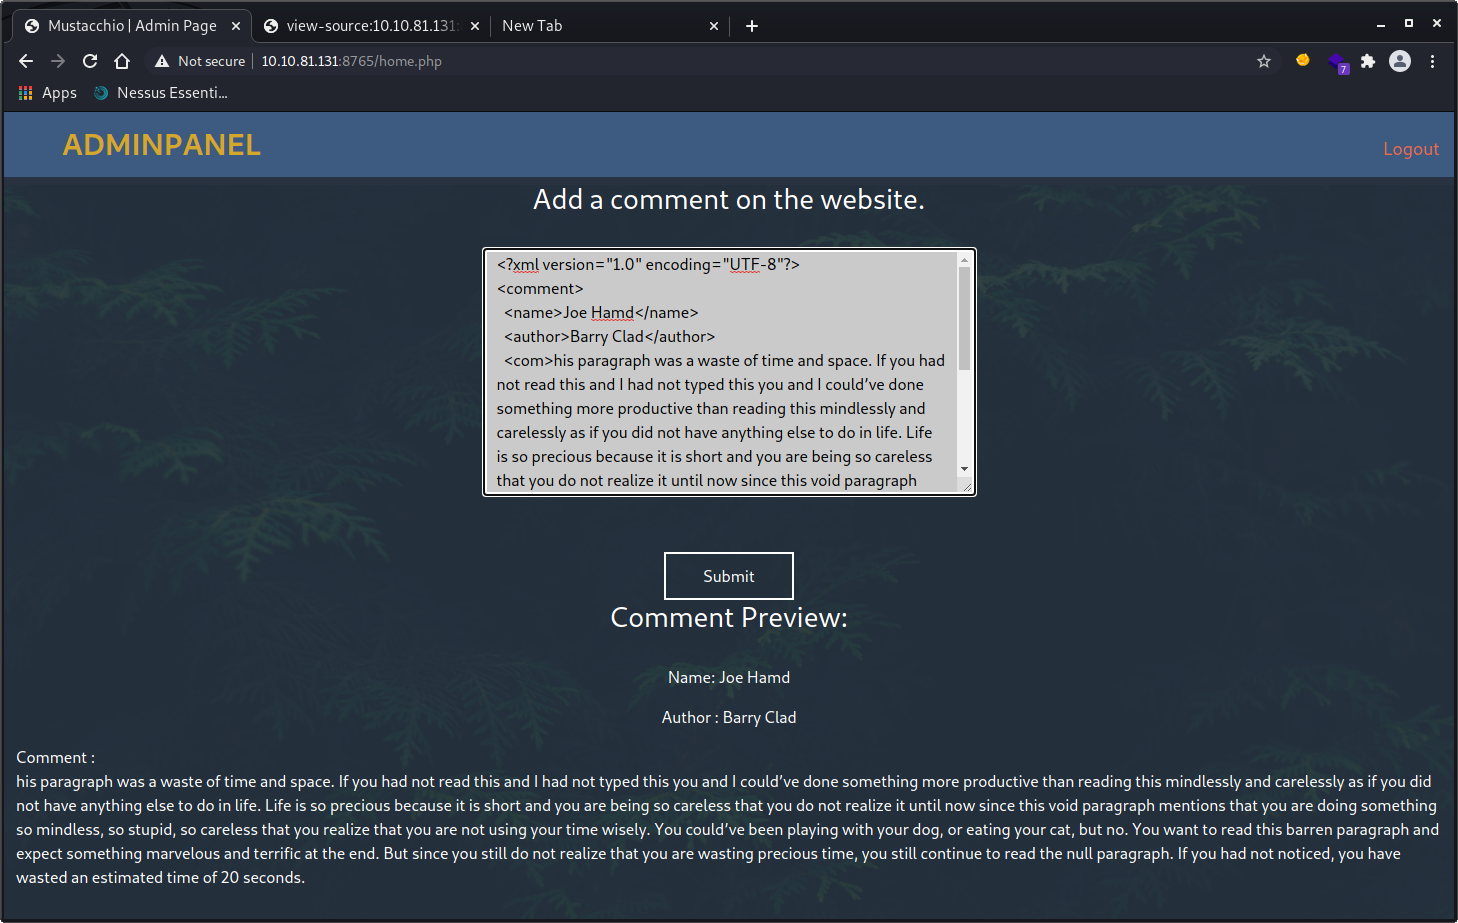 Mustacchio | Admin Page
view-source:10.10.81.131:
New Tab
Not secure
10.10.81.131:8765/home.php
7
Apps
Nessus Essenti...
ADMINPANEL
Logout
Add a comment on the website.
<?xml version="1.0" encoding="UTF-8"?>
<comment>
<name>Joe Hamd</name>
<author>Barry Clad</author>
<com>his paragraph was a waste of time and space. If you had
not read this and I had not typed this you and I could’ve done
something more productive than reading this mindlessly and
carelessly as if you did not have anything else to do in life. Life
is so precious because it is short and you are being so careless
that you do not realize it until now since this void paragraph
Submit
Comment Preview:
Name: Joe Hamd
Author : Barry Clad
Comment :
his paragraph was a waste of time and space. If you had not read this and I had not typed this you and I could’ve done something more productive than reading this mindlessly and carelessly as if you did
not have anything else to do in life. Life is so precious because it is short and you are being so careless that you do not realize it until now since this void paragraph mentions that you are doing something
so mindless, so stupid, so careless that you realize that you are not using your time wisely. You could’ve been playing with your dog, or eating your cat, but no. You want to read this barren paragraph and
expect something marvelous and terrific at the end. But since you still do not realize that you are wasting precious time, you still continue to read the null paragraph. If you had not noticed, you have
wasted an estimated time of 20 seconds.